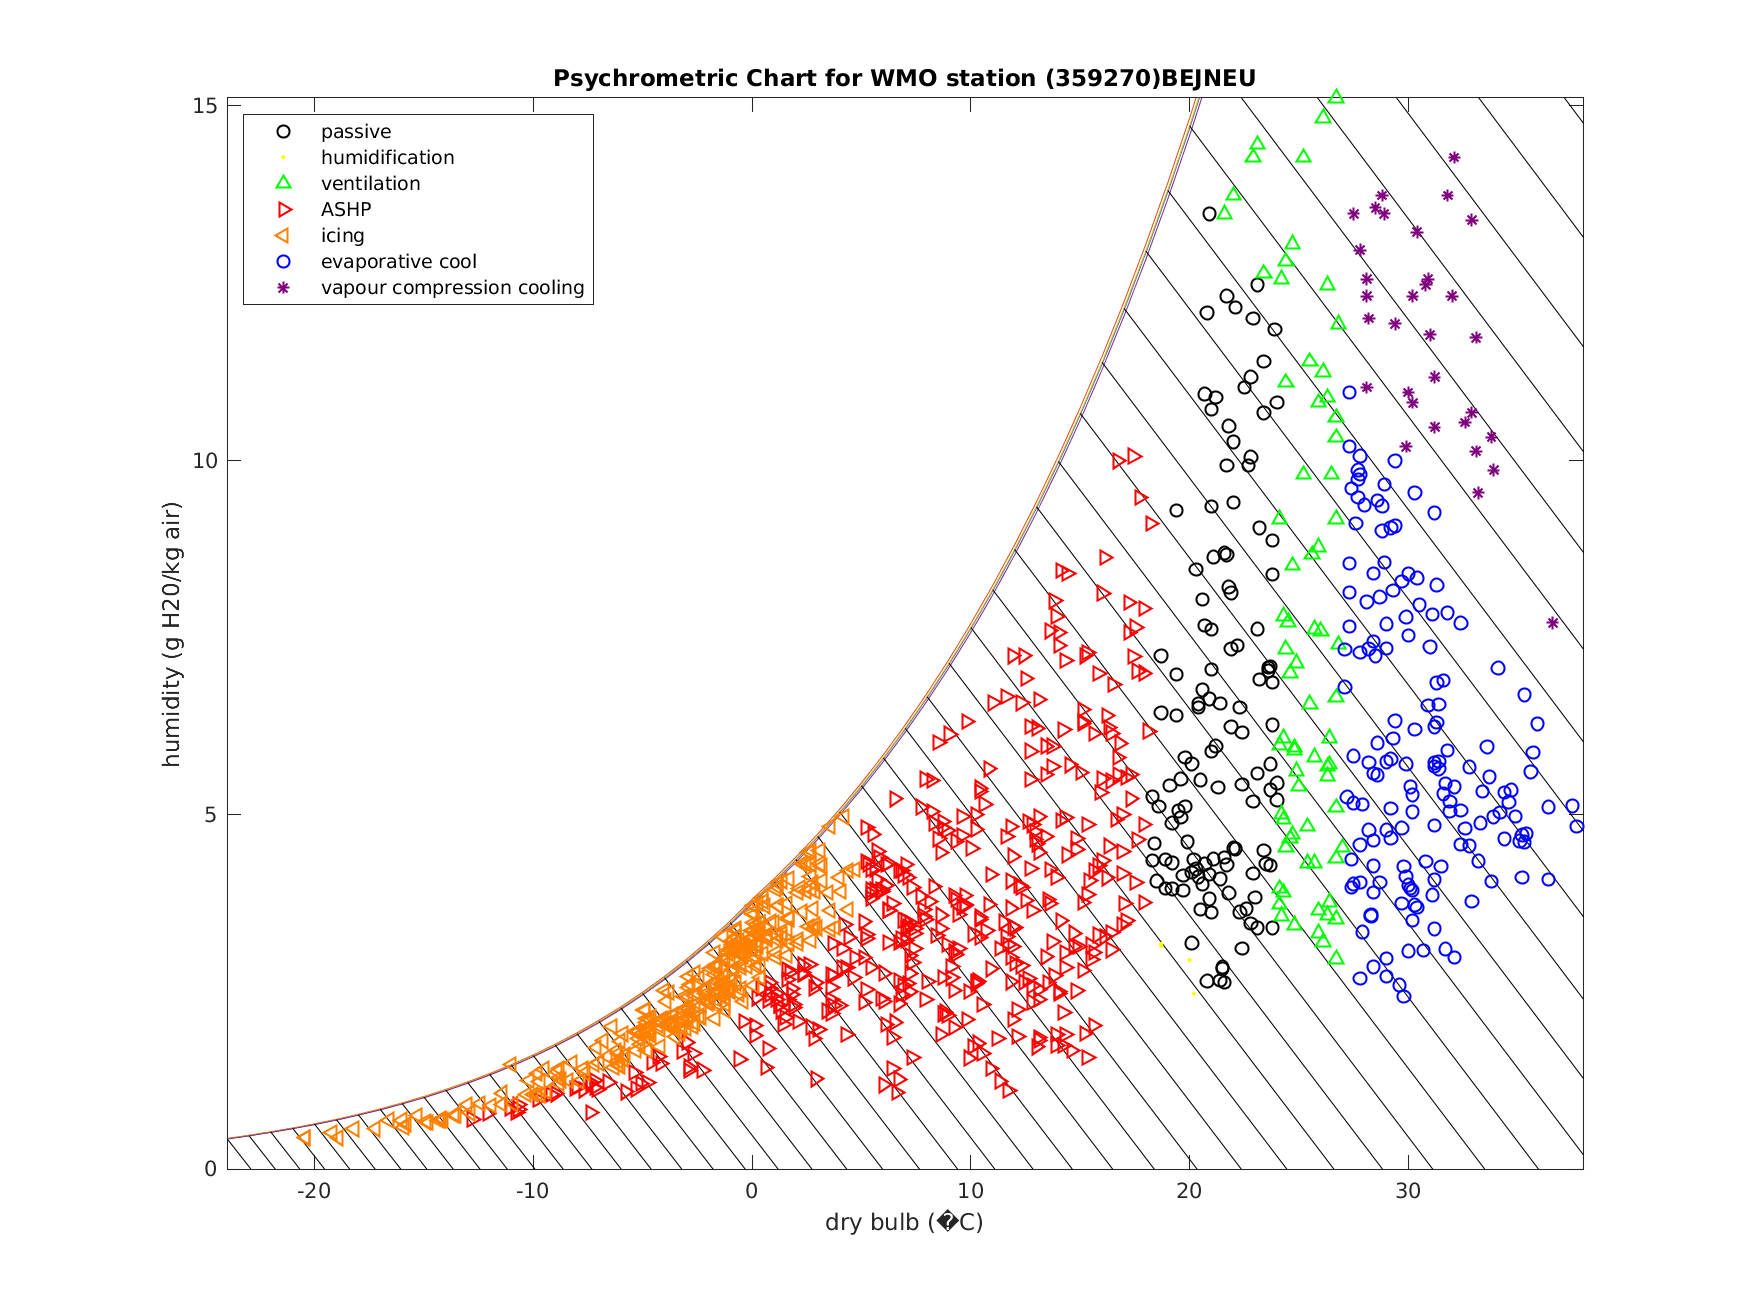 Psychrometric Chart for WMO station (359270)BEJNEU
15
10
5
0
humidity (g H20/kg air)
passive
humidification
ventilation
ASHP
icing
evaporative cool
vapour compression cooling
-20
-10
0
10
20
30
dry bulb (�C)